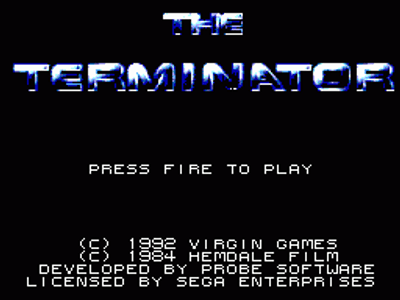 THE
TERMINATOR
PRESS FIRE TO PLAY
(C) 1992 VIRGIN GAMES
(C) 1984 HEMDALE FILM
DEVELOPED BY PROBE SOFTWARE
LICENSED BY SEGA ENTERPRISES